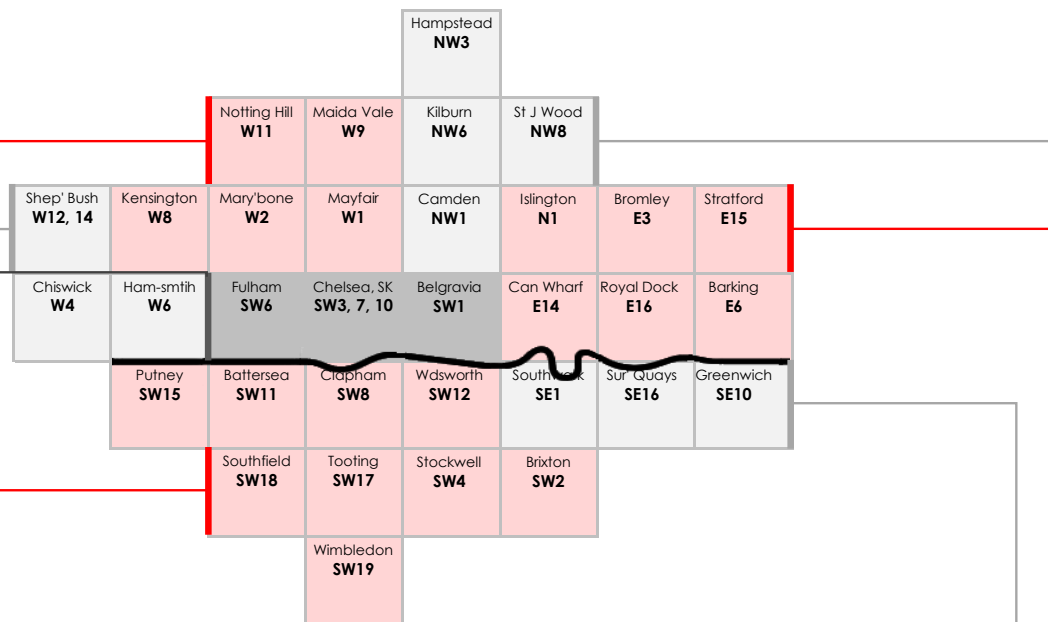 Hampstead
NW3
Notting Hill Maida Vale Kilburn St J Wood
W11 W9 NW6 NW8
Shep' Bush Kensington Mary'bone Mayfair Camden Islington Bromley Stratford
W12, 14 W8 W2 W1 NW1 N1 E3 E15
Chiswick Ham-smtih Fulham Chelsea, SK Belgravia Can Wharf Royal Dock Barking
W4 W6 SW6 SW3, 7, 10 SW1 E14 E16 E6
Putney Battersea Clapham Wdsworth Southwark Sur' Quays Greenwich
SW15 SW11 SW8 SW12 SE1 SE16 SE10
Southfield Tooting Stockwell Brixton
SW18 SW17 SW4 SW2
Wimbledon
SW19